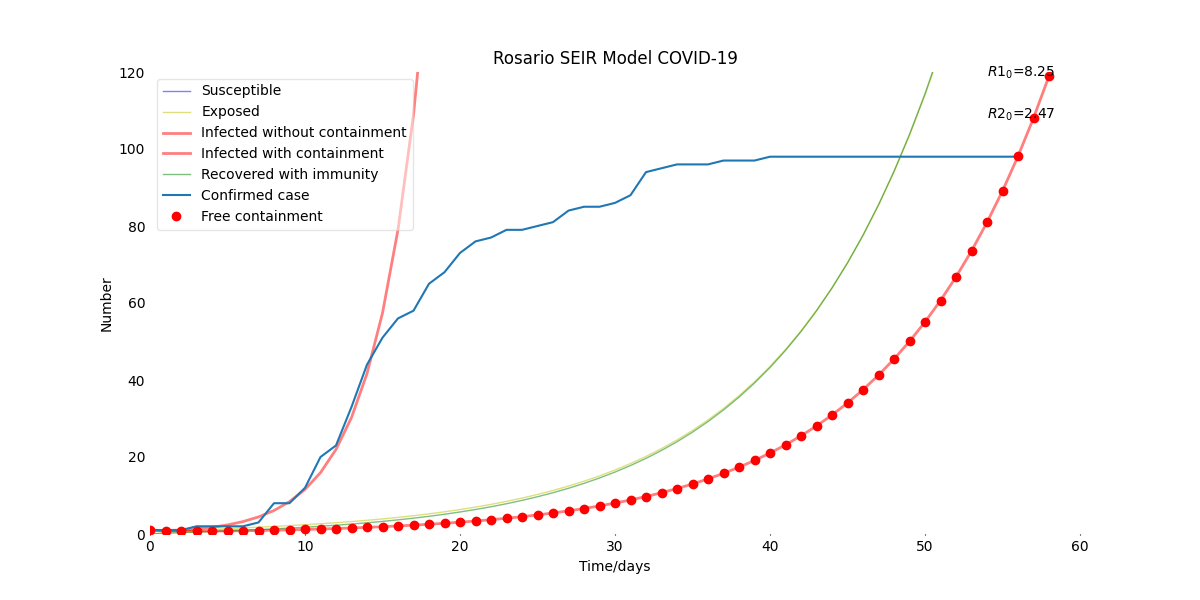 Rosario SEIR Model COVID-19
Susceptible
Exposed
Infected without containment
Infected with containment
Recovered with immunity
Confirmed case
Free containment
R1₀=8.25
R2₀=2.47
Number
120
100
80
60
40
20
0
0 10 20 30 40 50 60
Time/days